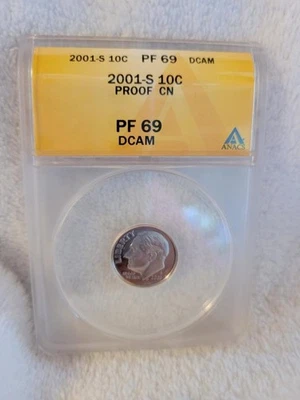 2001-S 10C PF 69 DCAM
2001-S 10C
PROOF CN
PF 69
DCAM
ANACS
LIBERTY